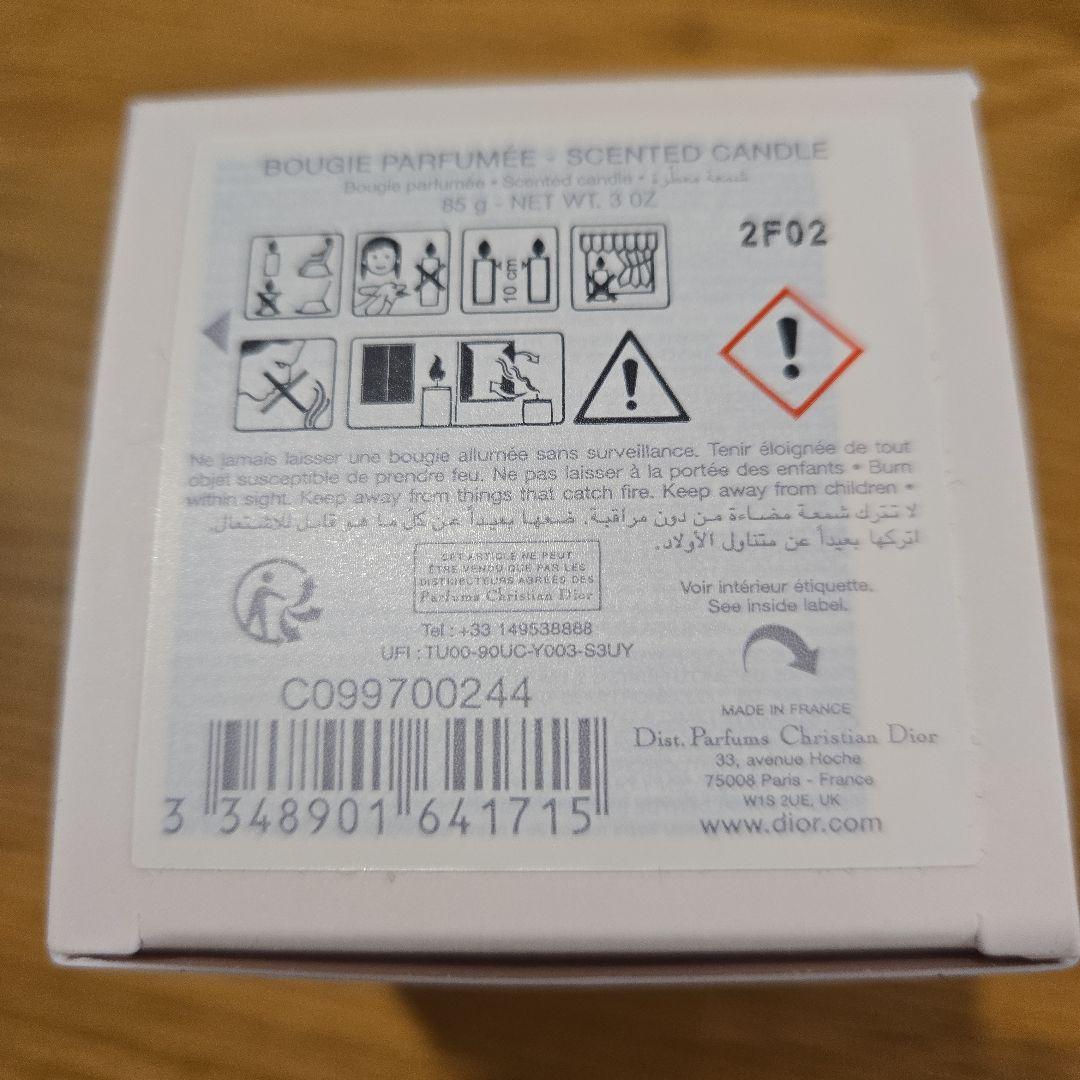 BOUGIE PARFUMÉE - SCENTED CANDLE
Bougie parfumée • Scented candle • شمعة معطّرة
85 g - NET WT. 3 OZ
2F02
10 cm
Ne jamais laisser une bougie allumée sans surveillance. Tenir éloignée de tout
objet susceptible de prendre feu. Ne pas laisser à la portée des enfants • Burn
within sight. Keep away from things that catch fire. Keep away from children •
لا تترك شمعة مضاءة من دون مراقبة. ضعها بعيداً عن كل ما هو قابل للاشتعال.
اتركها بعيداً عن متناول الأولاد.
CET ARTICLE NE PEUT
ÊTRE VENDU QUE PAR LES
DISTRIBUTEURS AGRÉÉS DES
Parfums Christian Dior
Voir intérieur étiquette.
See inside label.
Tel : +33 149538888
UFI : TU00-90UC-Y003-S3UY
C099700244
3 348901 641715
MADE IN FRANCE
Dist. Parfums Christian Dior
33, avenue Hoche
75008 Paris - France
W1S 2UE, UK
www.dior.com